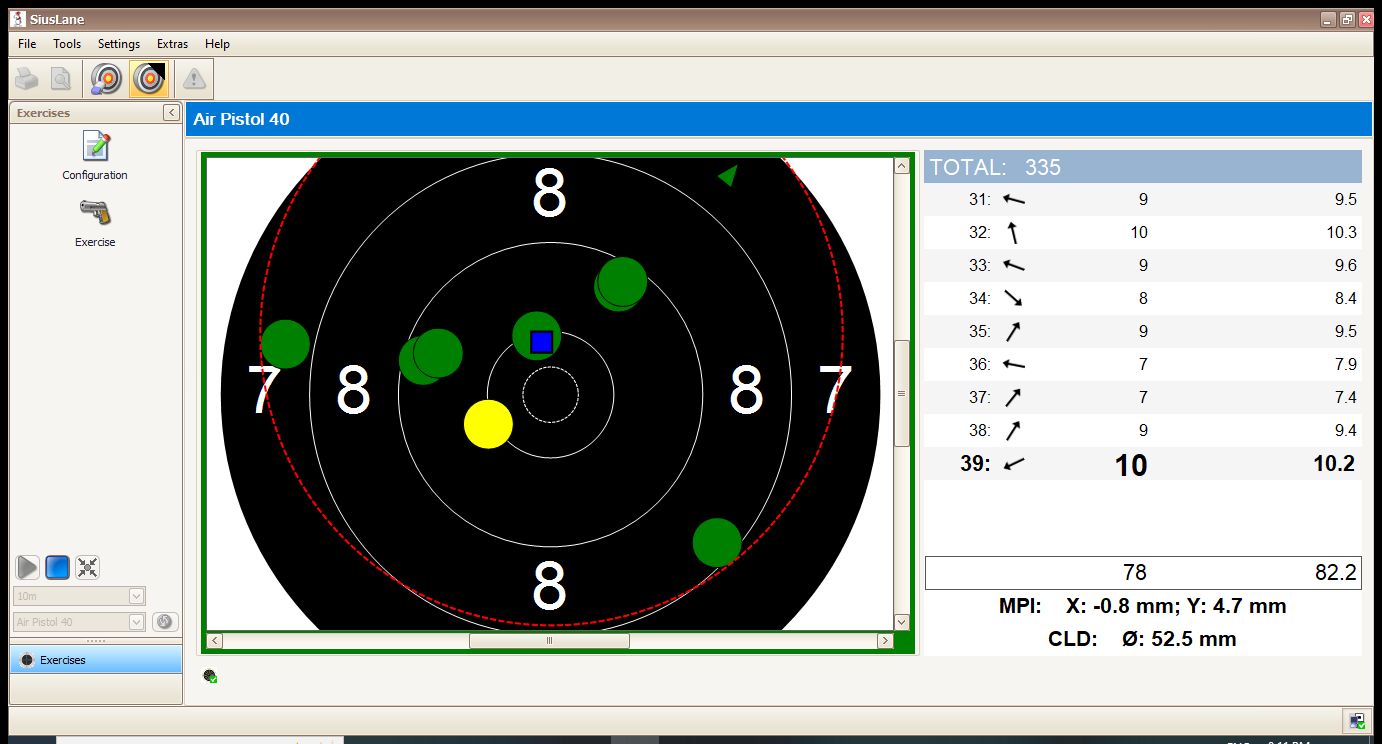 SiusLane
File Tools Settings Extras Help
Exercises
Configuration
Exercise
10m
Air Pistol 40
Exercises
Air Pistol 40
8
7 8 8 7
8
TOTAL: 335
31: 9 9.5
32: 10 10.3
33: 9 9.6
34: 8 8.4
35: 9 9.5
36: 7 7.9
37: 7 7.4
38: 9 9.4
39: 10 10.2
78 82.2
MPI: X: -0.8 mm; Y: 4.7 mm
CLD: Ø: 52.5 mm